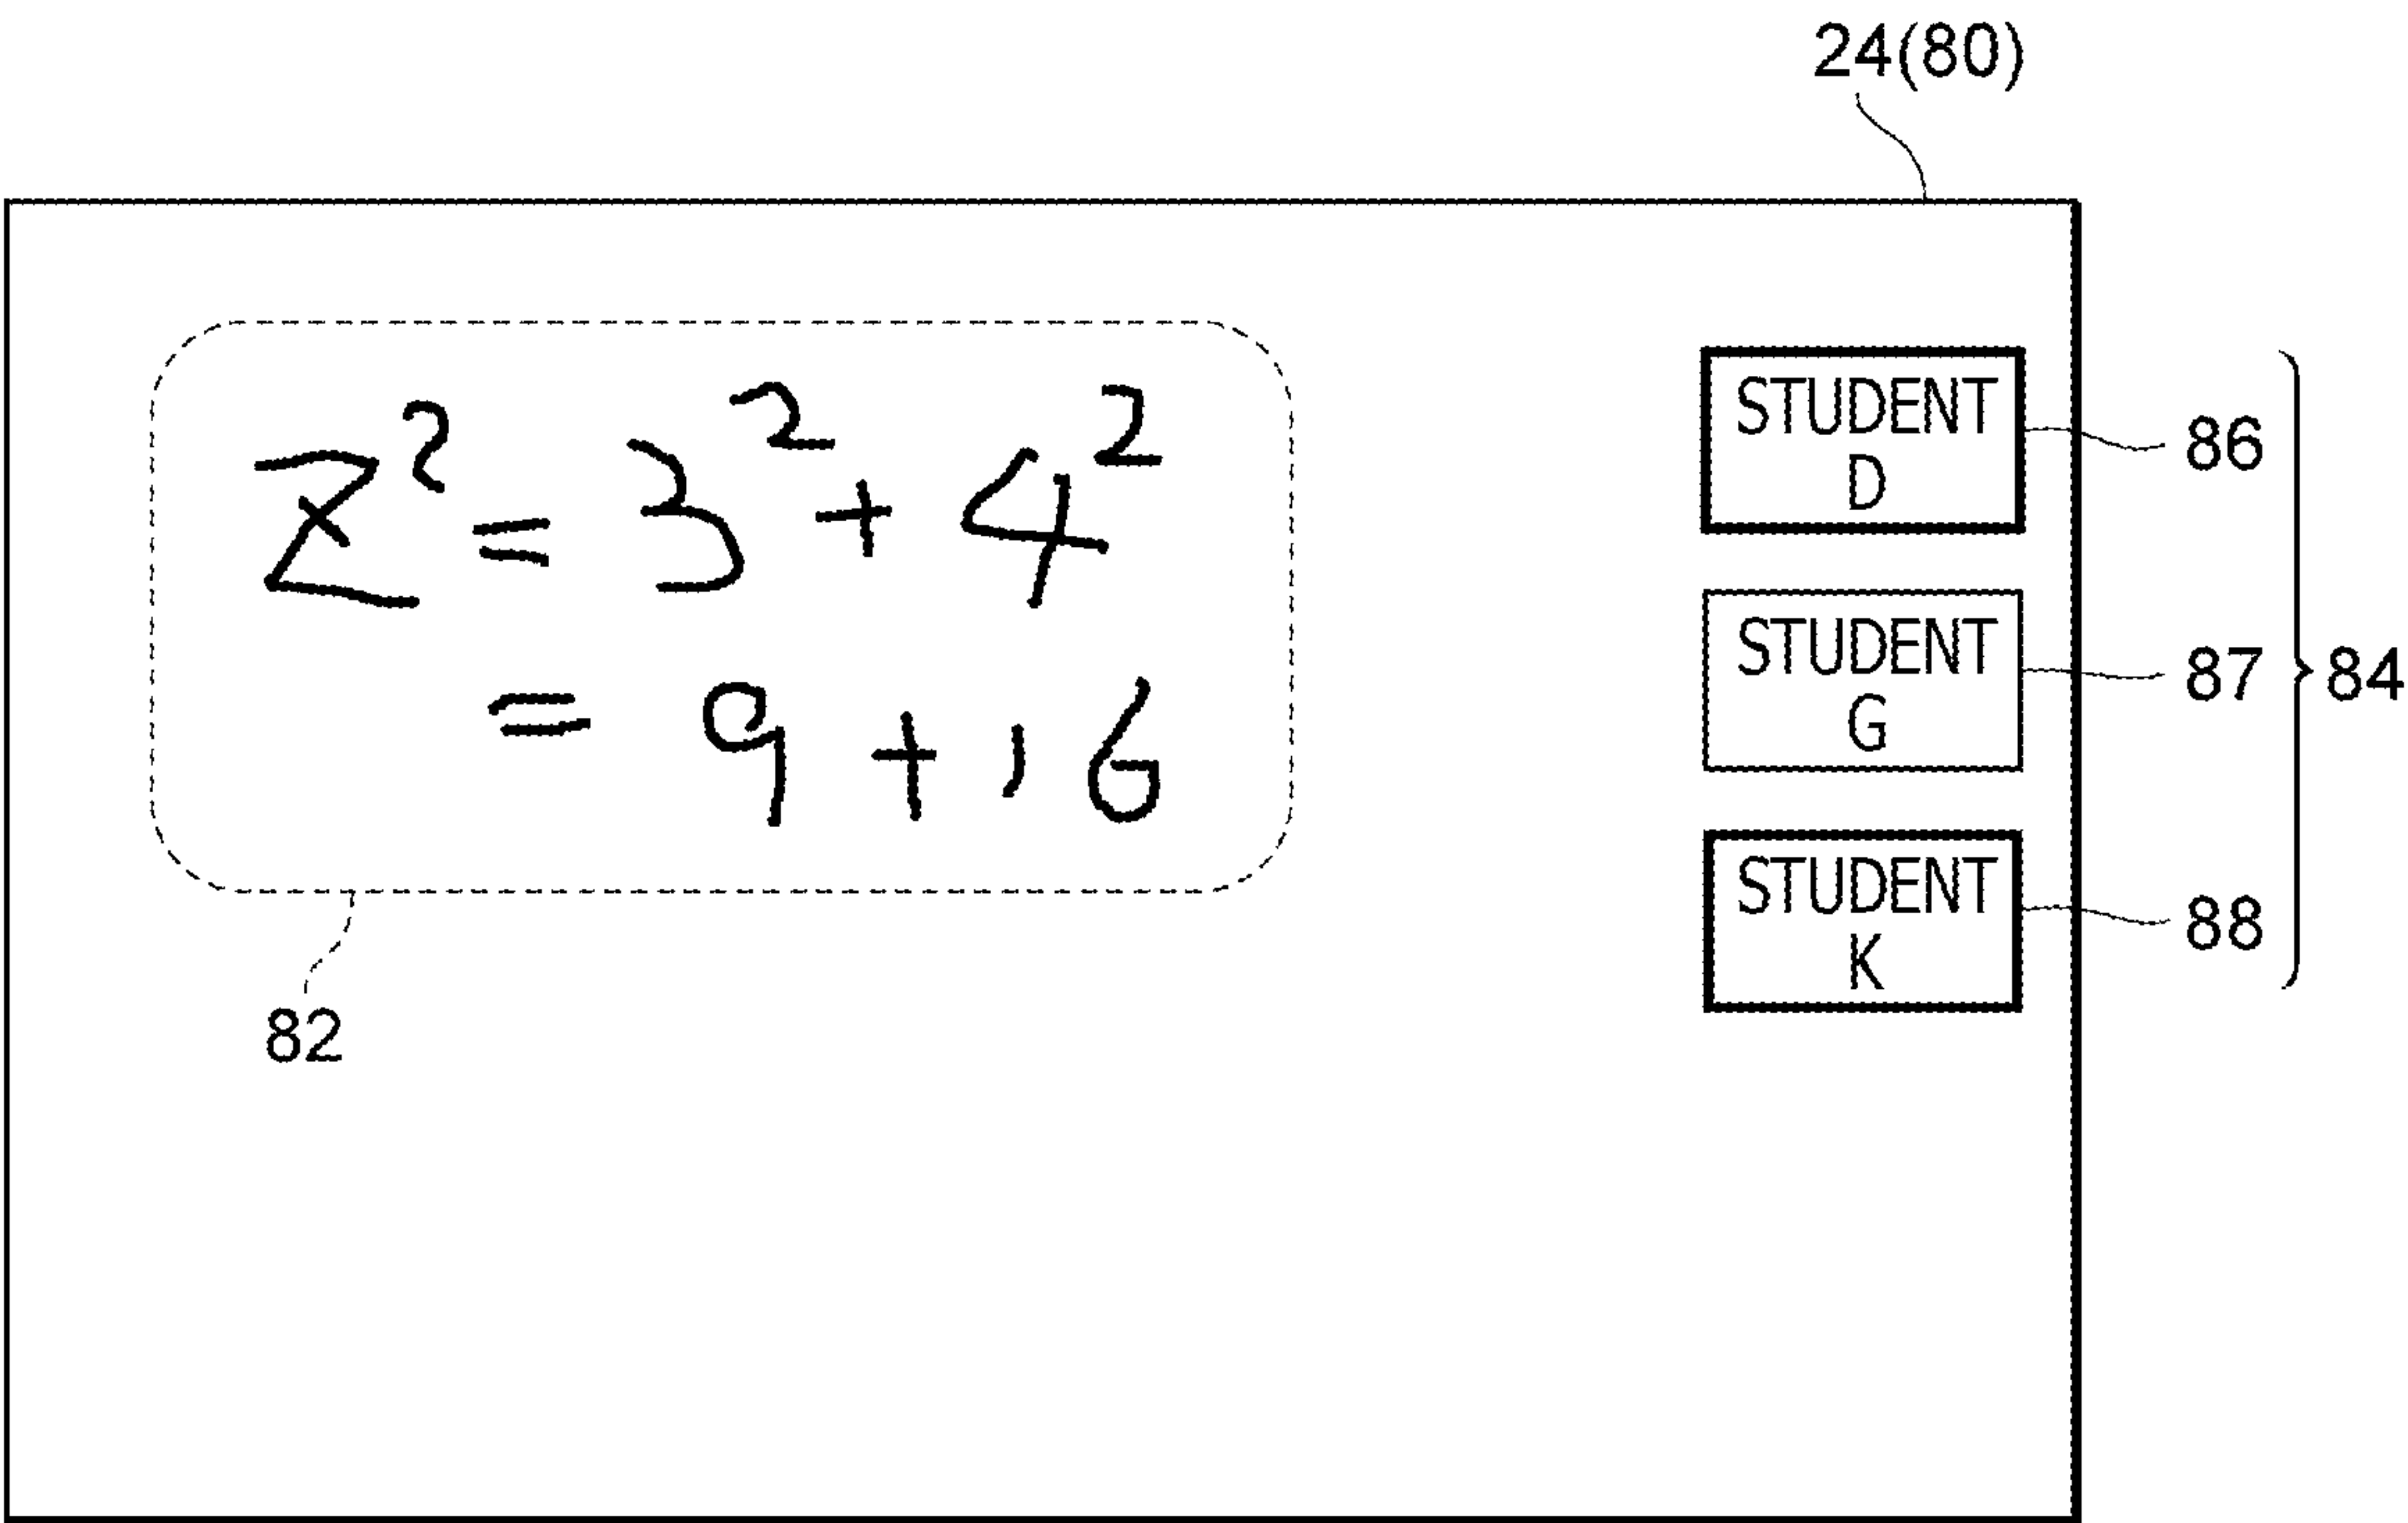 24(80)
Z² = 3² + 4²
= 9 + 16
STUDENT
D
86
STUDENT
G
87
84
STUDENT
K
88
82